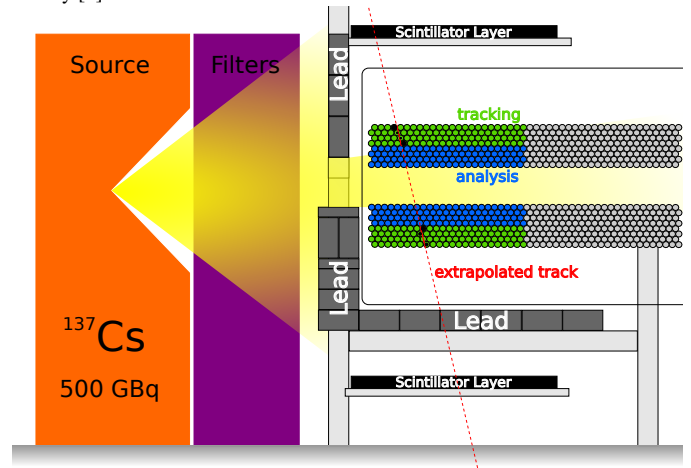 Scintillator Layer
Source
Filters
Lead
tracking
analysis
extrapolated track
Lead
Lead
137Cs
500 GBq
Scintillator Layer